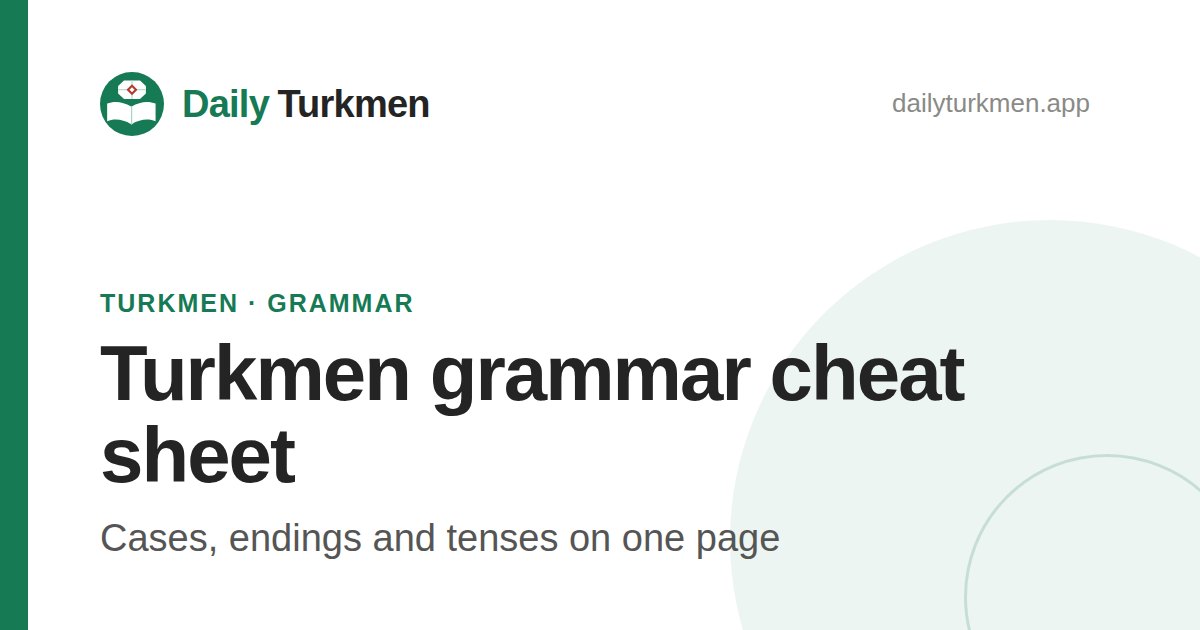 Daily Turkmen
dailyturkmen.app
TURKMEN · GRAMMAR
Turkmen grammar cheat
sheet
Cases, endings and tenses on one page